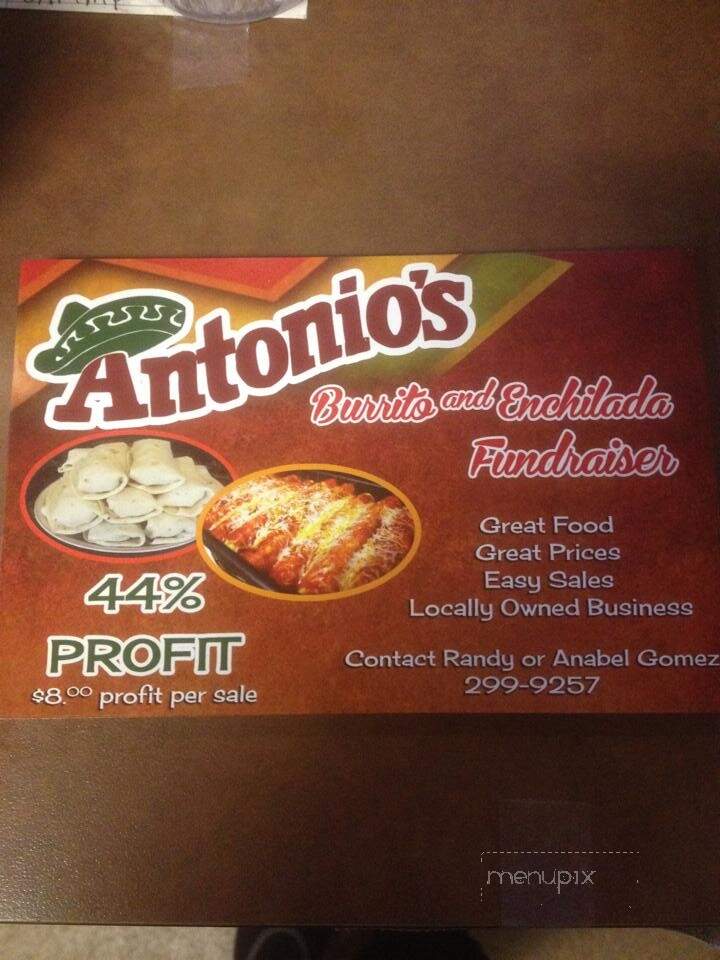 Antonio's
Burrito and Enchilada
Fundraiser
Great Food
Great Prices
Easy Sales
Locally Owned Business
44%
PROFIT
$8.00 profit per sale
Contact Randy or Anabel Gomez
299-9257
menupix